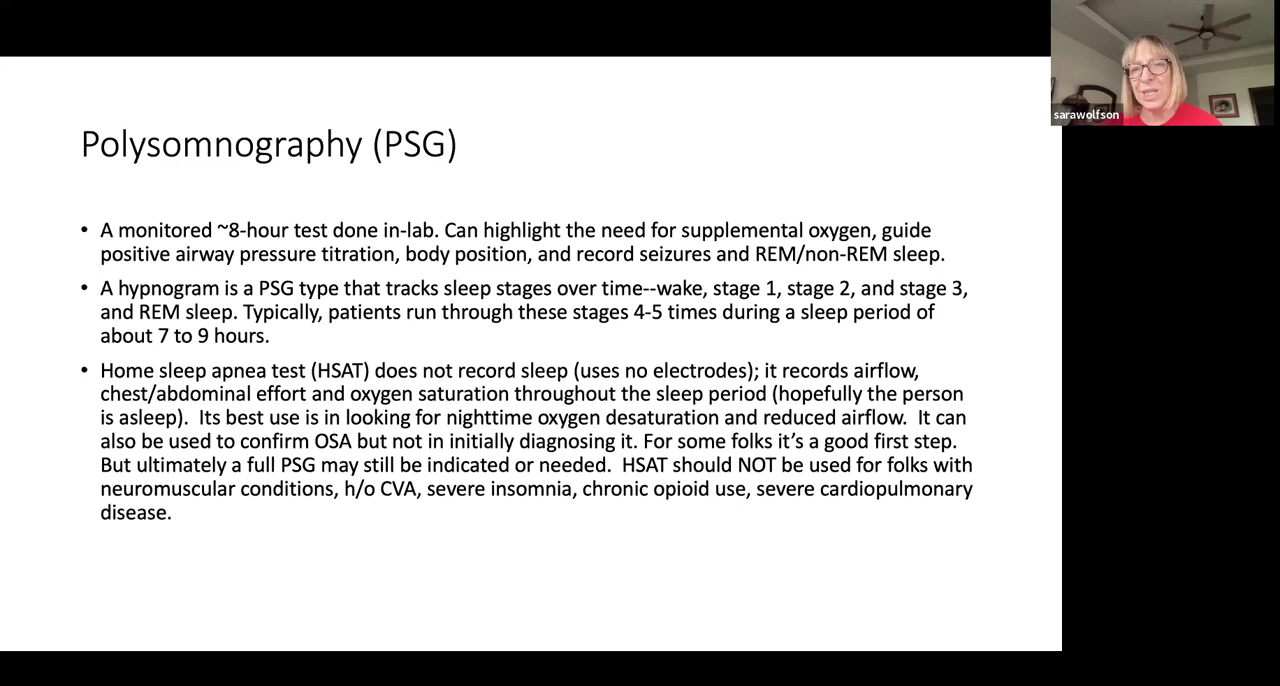 sarawolfson
Polysomnography (PSG)
• A monitored ~8-hour test done in-lab. Can highlight the need for supplemental oxygen, guide
positive airway pressure titration, body position, and record seizures and REM/non-REM sleep.
• A hypnogram is a PSG type that tracks sleep stages over time--wake, stage 1, stage 2, and stage 3,
and REM sleep. Typically, patients run through these stages 4-5 times during a sleep period of
about 7 to 9 hours.
• Home sleep apnea test (HSAT) does not record sleep (uses no electrodes); it records airflow,
chest/abdominal effort and oxygen saturation throughout the sleep period (hopefully the person
is asleep).  Its best use is in looking for nighttime oxygen desaturation and reduced airflow.  It can
also be used to confirm OSA but not in initially diagnosing it. For some folks it’s a good first step.
But ultimately a full PSG may still be indicated or needed.  HSAT should NOT be used for folks with
neuromuscular conditions, h/o CVA, severe insomnia, chronic opioid use, severe cardiopulmonary
disease.